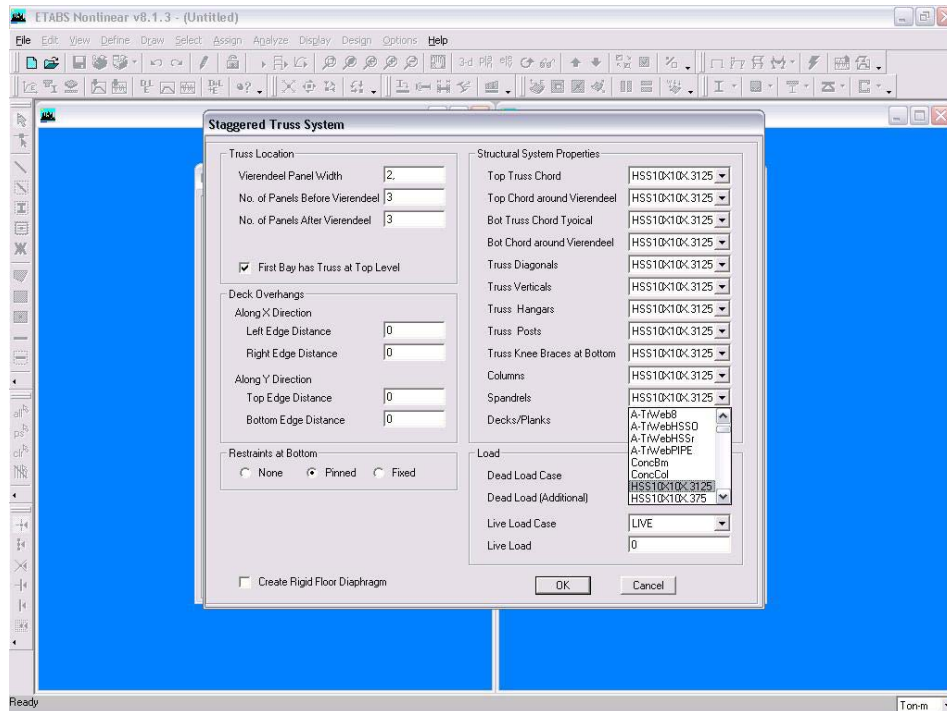 ETABS Nonlinear v8.1.3 - (Untitled)
File Edit View Define Draw Select Assign Analyze Display Design Options Help
3-d
all
ps
clr
Staggered Truss System
Truss Location
Vierendeel Panel Width 2.
No. of Panels Before Vierendeel 3
No. of Panels After Vierendeel 3
First Bay has Truss at Top Level
Deck Overhangs
Along X Direction
Left Edge Distance 0
Right Edge Distance 0
Along Y Direction
Top Edge Distance 0
Bottom Edge Distance 0
Restraints at Bottom
None Pinned Fixed
Create Rigid Floor Diaphragm
Structural System Properties
Top Truss Chord HSS10X10X.3125
Top Chord around Vierendeel HSS10X10X.3125
Bot Truss Chord Tyoical HSS10X10X.3125
Bot Chord around Vierendeel HSS10X10X.3125
Truss Diagonals HSS10X10X.3125
Truss Verticals HSS10X10X.3125
Truss Hangars HSS10X10X.3125
Truss Posts HSS10X10X.3125
Truss Knee Braces at Bottom HSS10X10X.3125
Columns HSS10X10X.3125
Spandrels HSS10X10X.3125
Decks/Planks
A-TrWeb8
A-TrWebHSSO
A-TrWebHSSr
A-TrWebPIPE
ConcBm
ConcCol
HSS10X10X.3125
HSS10X10X.375
Load
Dead Load Case
Dead Load (Additional)
Live Load Case LIVE
Live Load 0
OK Cancel
Ready
Ton-m